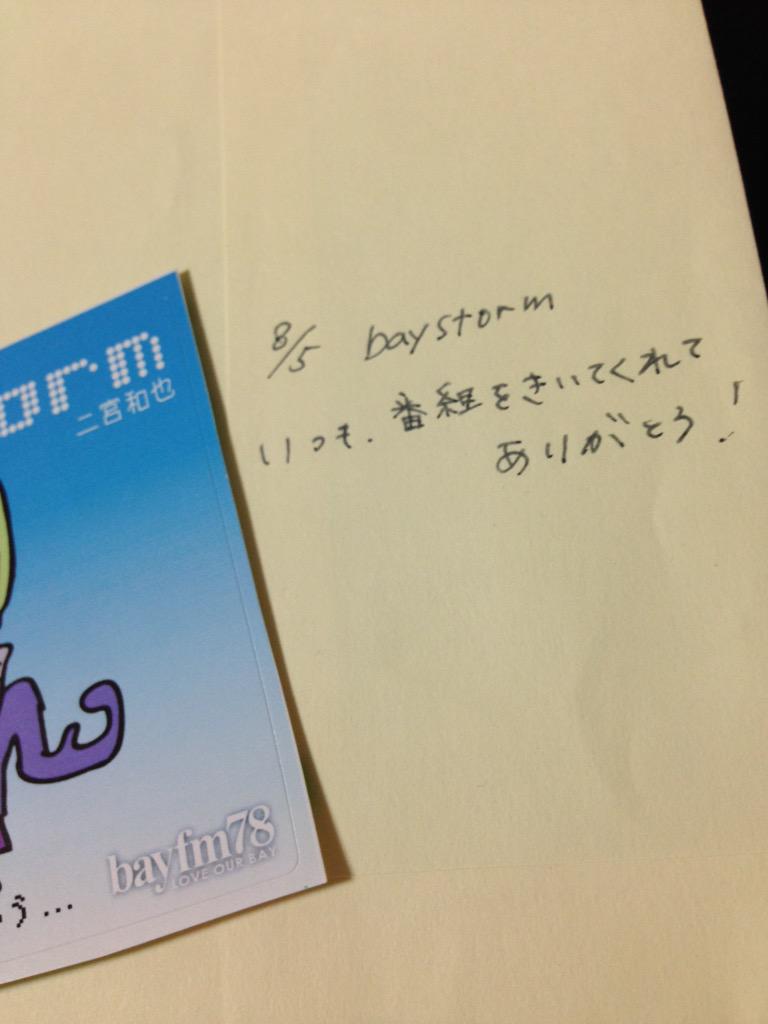 orm
二宮和也
8/5 baystorm
いつも、番組をきいてくれて
ありがとう!
bayfm78
LOVE OUR BAY
う…